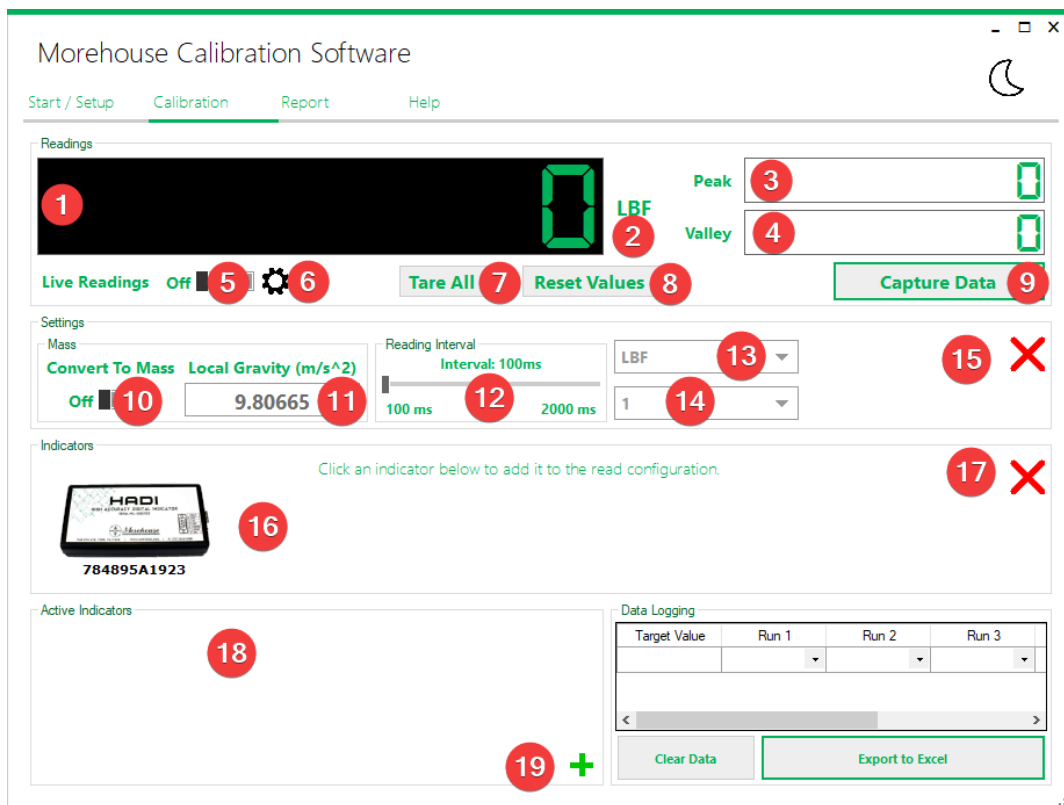 Morehouse Calibration Software
Start / Setup Calibration Report Help
Readings
1 0 LBF 2
Peak 3 0
Valley 4 0
Live Readings Off 5 6 Tare All 7 Reset Values 8 Capture Data 9
Settings
Mass
Convert To Mass Local Gravity (m/s^2)
Off 10 9.80665 11
Reading Interval
Interval: 100ms
100 ms 12 2000 ms
LBF 13
1 14
15
Indicators
Click an indicator below to add it to the read configuration.
17
HADI
HIGH ACCURACY DIGITAL INDICATOR
Morehouse
16
784895A1923
Active Indicators
18
19 +
Data Logging
Target Value Run 1 Run 2 Run 3
Clear Data Export to Excel